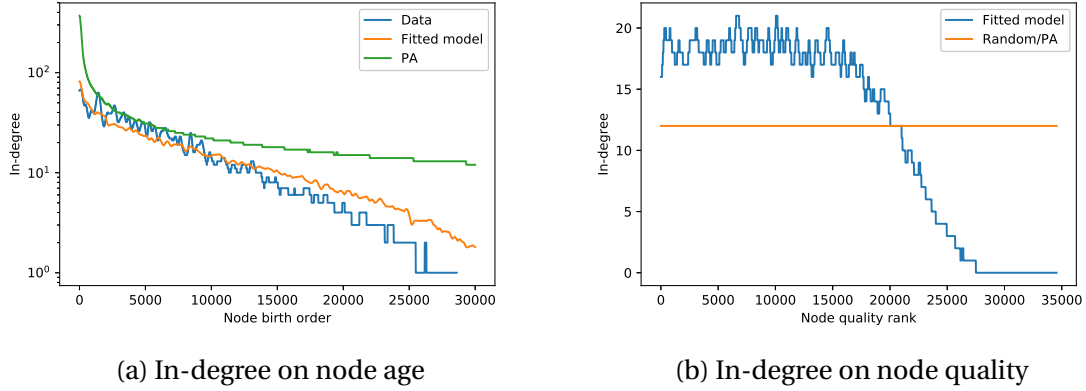 Data
Fitted model
PA
10²
10¹
10⁰
In-degree
0 5000 10000 15000 20000 25000 30000
Node birth order
(a) In-degree on node age
Fitted model
Random/PA
20
15
10
5
0
In-degree
0 5000 10000 15000 20000 25000 30000 35000
Node quality rank
(b) In-degree on node quality